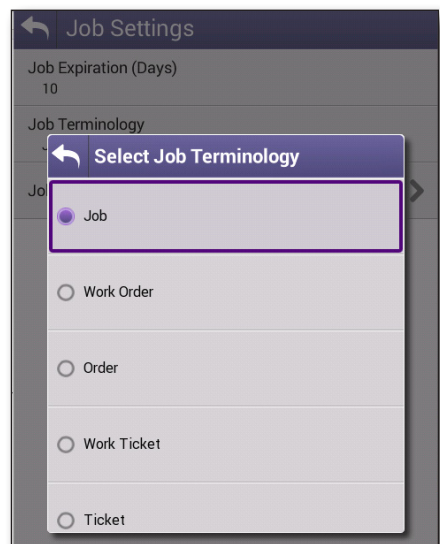 Job Settings
Job Expiration (Days)
10
Job Terminology
Select Job Terminology
Job
Work Order
Order
Work Ticket
Ticket